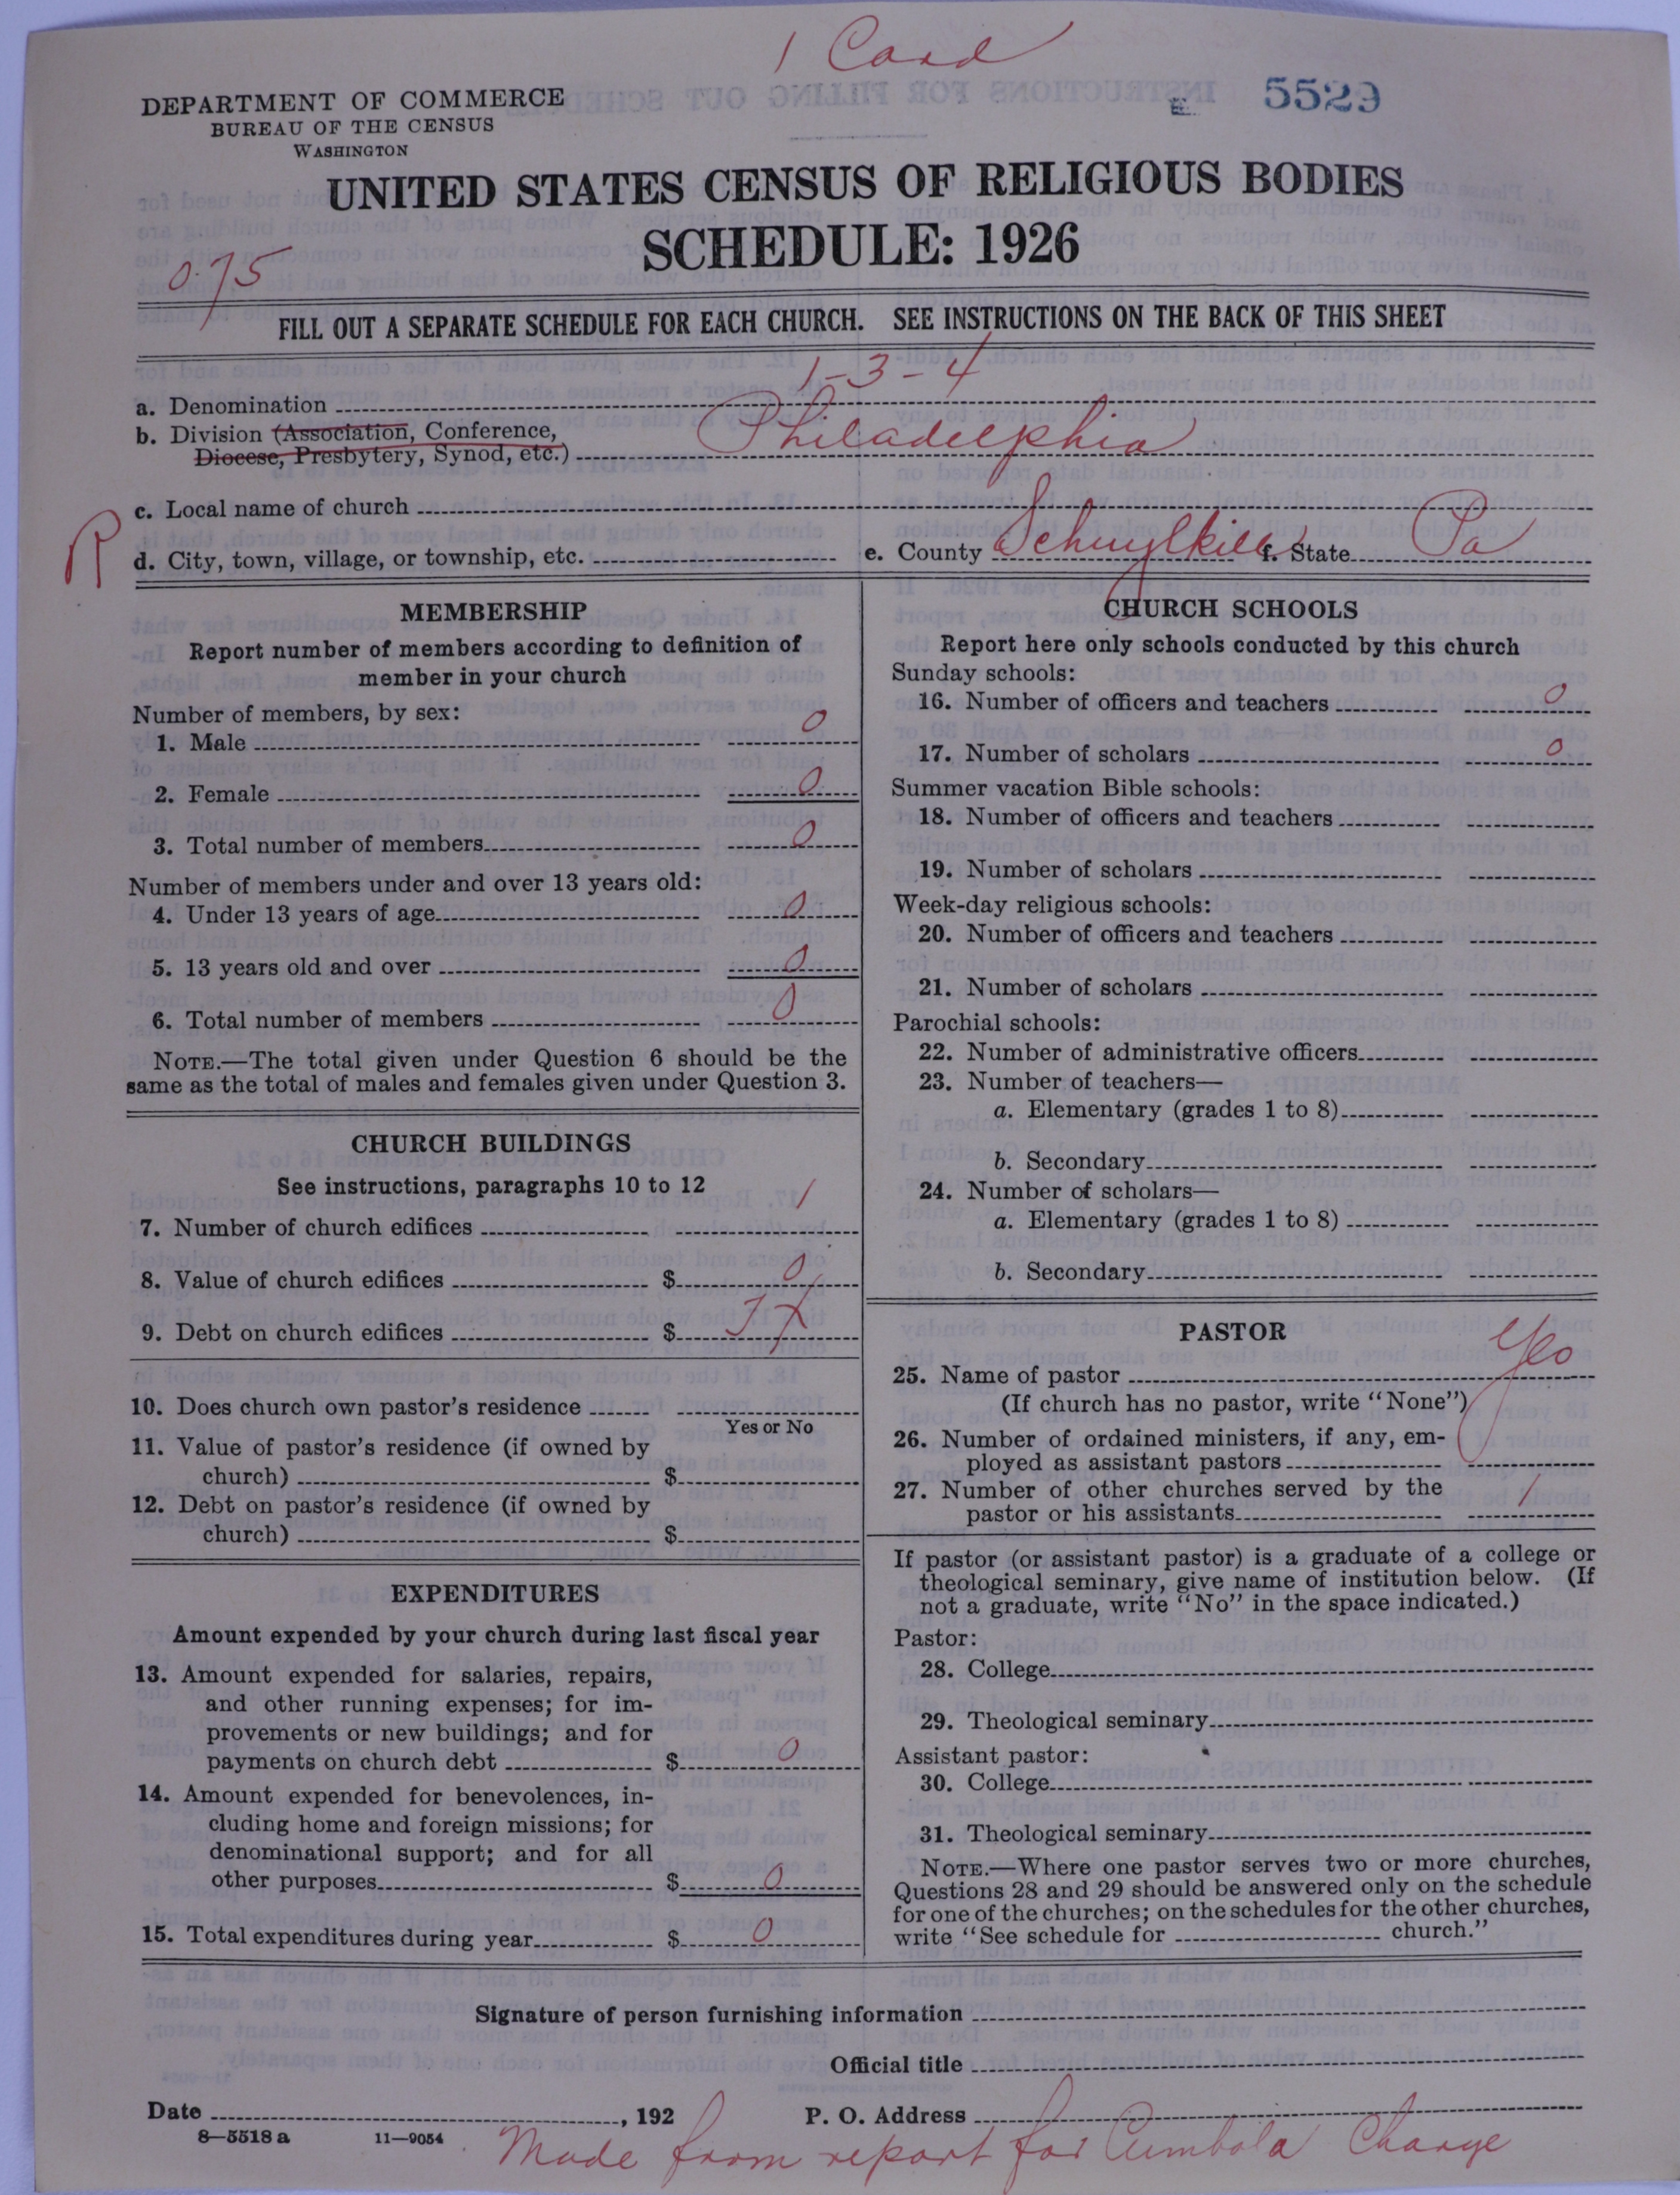 1 Card
DEPARTMENT OF COMMERCE
BUREAU OF THE CENSUS
WASHINGTON
E 5529
UNITED STATES CENSUS OF RELIGIOUS BODIES
SCHEDULE: 1926
075
FILL OUT A SEPARATE SCHEDULE FOR EACH CHURCH. SEE INSTRUCTIONS ON THE BACK OF THIS SHEET
1-3-4
a. Denomination
b. Division (Association, Conference, Philadelphia
Diocese, Presbytery, Synod, etc.)
c. Local name of church
R d. City, town, village, or township, etc. e. County Schuylkill f. State Pa
MEMBERSHIP
Report number of members according to definition of
member in your church
Number of members, by sex:
1. Male 0
2. Female 0
3. Total number of members 0
Number of members under and over 13 years old:
4. Under 13 years of age 0
5. 13 years old and over 0
6. Total number of members 0
NOTE.—The total given under Question 6 should be the
same as the total of males and females given under Question 3.
CHURCH BUILDINGS
See instructions, paragraphs 10 to 12
7. Number of church edifices 1
8. Value of church edifices $ 0
9. Debt on church edifices $
10. Does church own pastor's residence
Yes or No
11. Value of pastor's residence (if owned by
church) $
12. Debt on pastor's residence (if owned by
church) $
EXPENDITURES
Amount expended by your church during last fiscal year
13. Amount expended for salaries, repairs,
and other running expenses; for im-
provements or new buildings; and for
payments on church debt $ 0
14. Amount expended for benevolences, in-
cluding home and foreign missions; for
denominational support; and for all
other purposes $ 0
15. Total expenditures during year $ 0
CHURCH SCHOOLS
Report here only schools conducted by this church
Sunday schools:
16. Number of officers and teachers 0
17. Number of scholars 0
Summer vacation Bible schools:
18. Number of officers and teachers
19. Number of scholars
Week-day religious schools:
20. Number of officers and teachers
21. Number of scholars
Parochial schools:
22. Number of administrative officers
23. Number of teachers—
a. Elementary (grades 1 to 8)
b. Secondary
24. Number of scholars—
a. Elementary (grades 1 to 8)
b. Secondary
PASTOR
25. Name of pastor
(If church has no pastor, write "None")
26. Number of ordained ministers, if any, em-
ployed as assistant pastors
27. Number of other churches served by the
pastor or his assistants 1
If pastor (or assistant pastor) is a graduate of a college or
theological seminary, give name of institution below. (If
not a graduate, write "No" in the space indicated.)
Pastor:
28. College
29. Theological seminary
Assistant pastor:
30. College
31. Theological seminary
NOTE.—Where one pastor serves two or more churches,
Questions 28 and 29 should be answered only on the schedule
for one of the churches; on the schedules for the other churches,
write "See schedule for church."
Signature of person furnishing information
Official title
Date , 192 P. O. Address
8—5518 a 11—9054
Made from report for Cumbola Charge